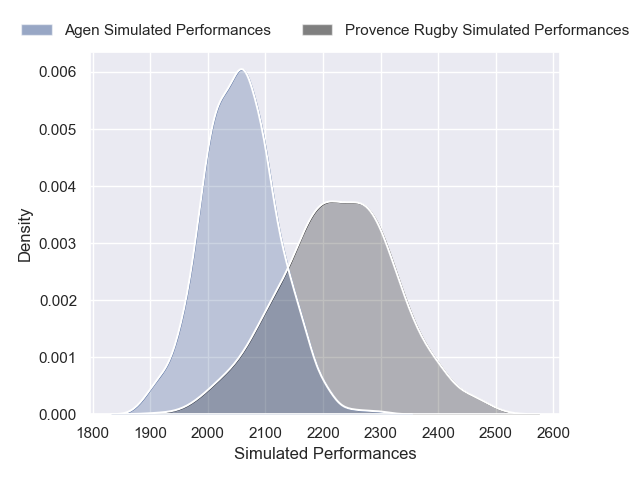 Agen Simulated Performances Provence Rugby Simulated Performances
0.006
0.005
0.004
0.003
0.002
0.001
0.000
Density
1800 1900 2000 2100 2200 2300 2400 2500 2600
Simulated Performances